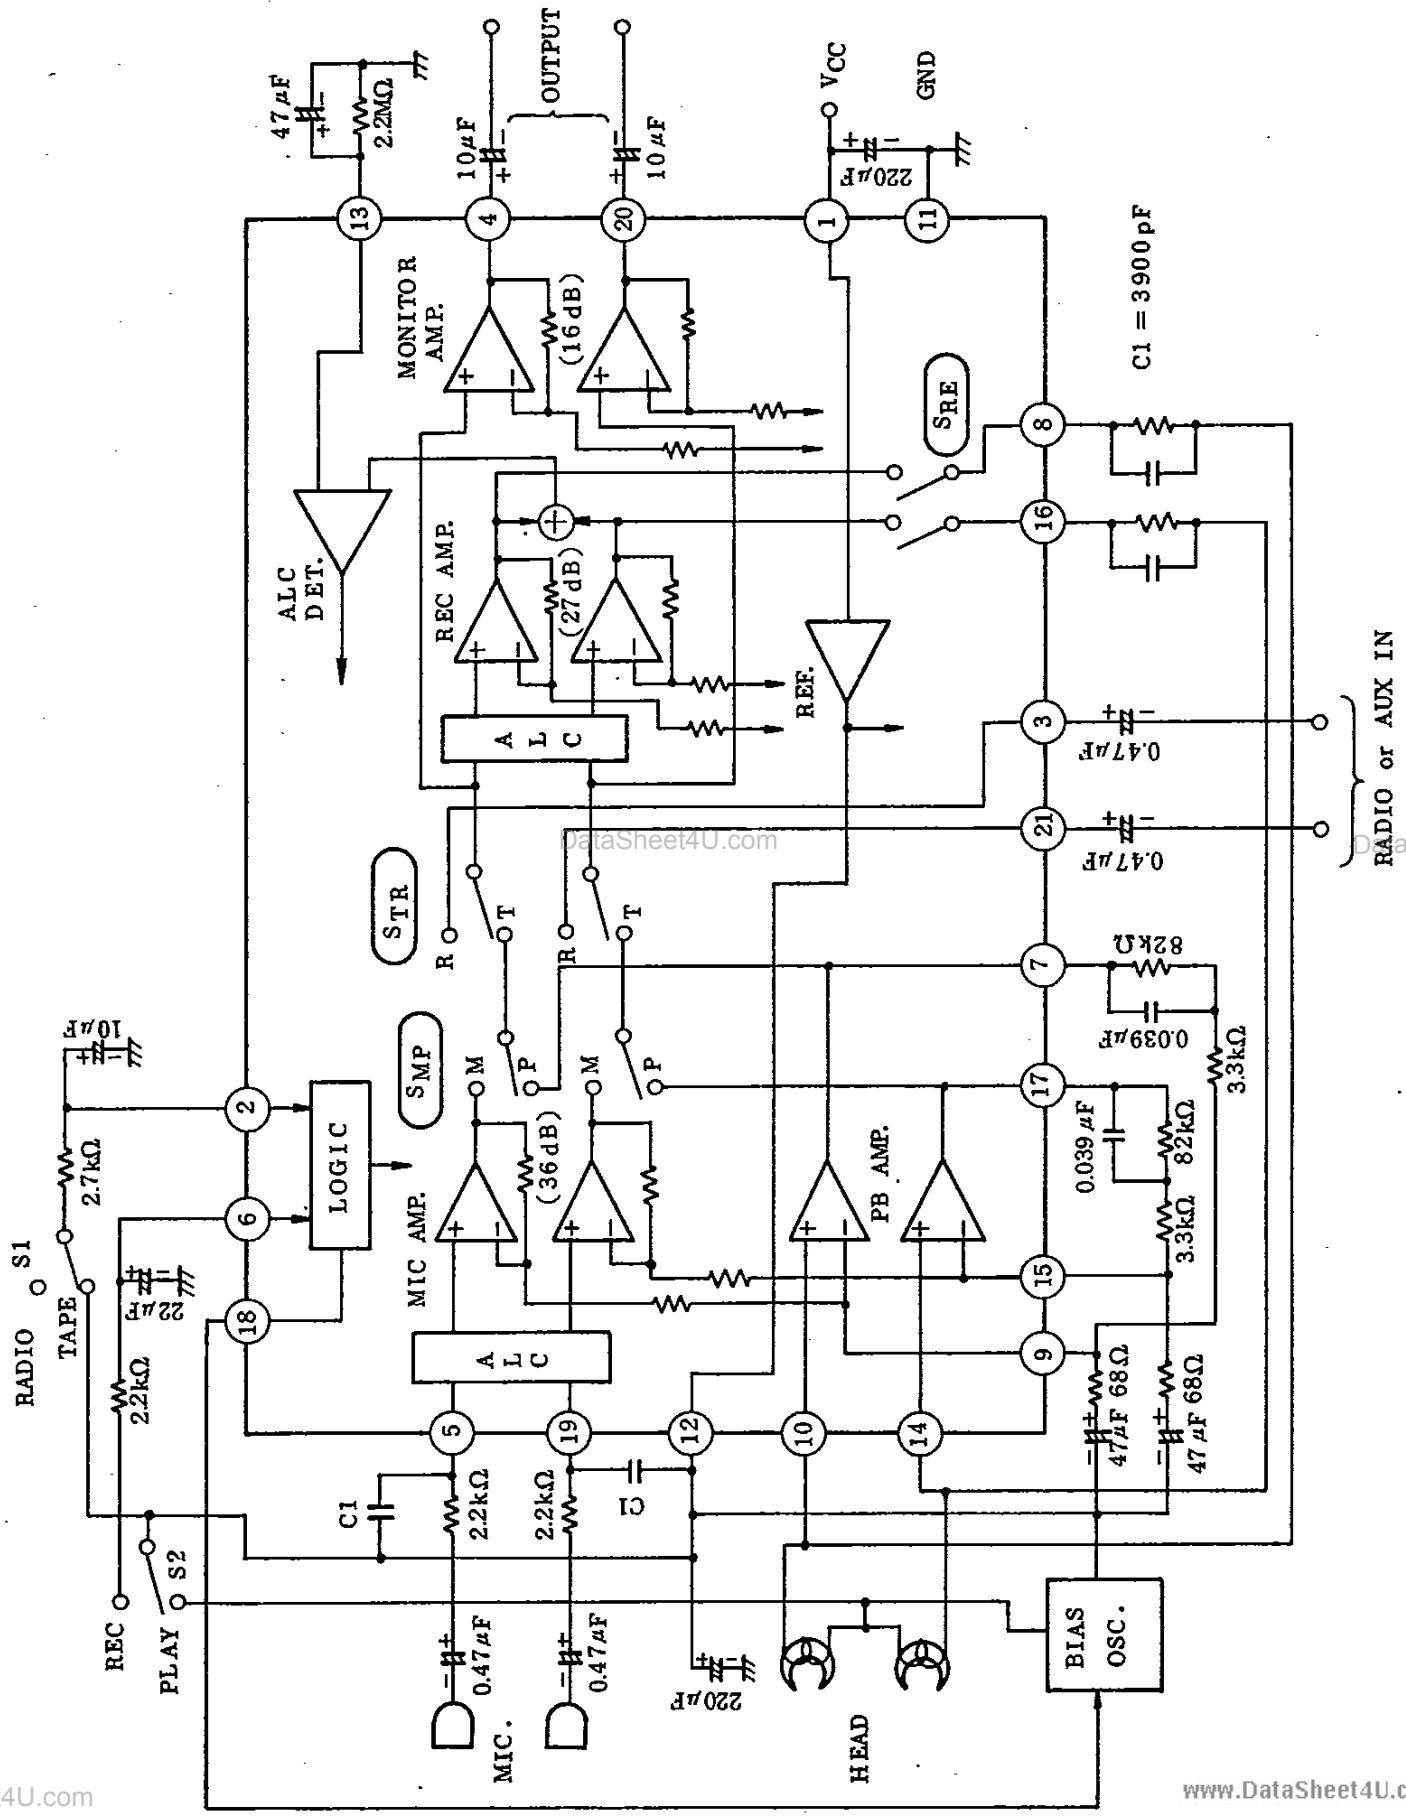 47μF
2.2MΩ
13
10μF
4
OUTPUT
10μF
20
VCC
220μF
1
GND
11
MONITOR
AMP.
(16dB)
ALC
DET.
REC AMP.
(27dB)
ALC
REF.
SRE
8
16
C1=3900pF
3
0.47μF
21
0.47μF
RADIO or AUX IN
STR
R
T
R
T
SMP
M
P
M
P
7
82kΩ
0.039μF
3.3kΩ
17
0.039μF
82kΩ
3.3kΩ
15
9
68Ω
47μF
68Ω
47μF
10μF
2
2.7kΩ
6
LOGIC
S1
RADIO
TAPE
22μF
18
2.2kΩ
MIC AMP.
(36dB)
ALC
PB AMP.
5
19
12
10
14
C1
2.2kΩ
2.2kΩ
C1
REC
S2
PLAY
0.47μF
0.47μF
MIC.
220μF
HEAD
BIAS
OSC.
DataSheet4U.com
Data
4U.com
www.DataSheet4U.c